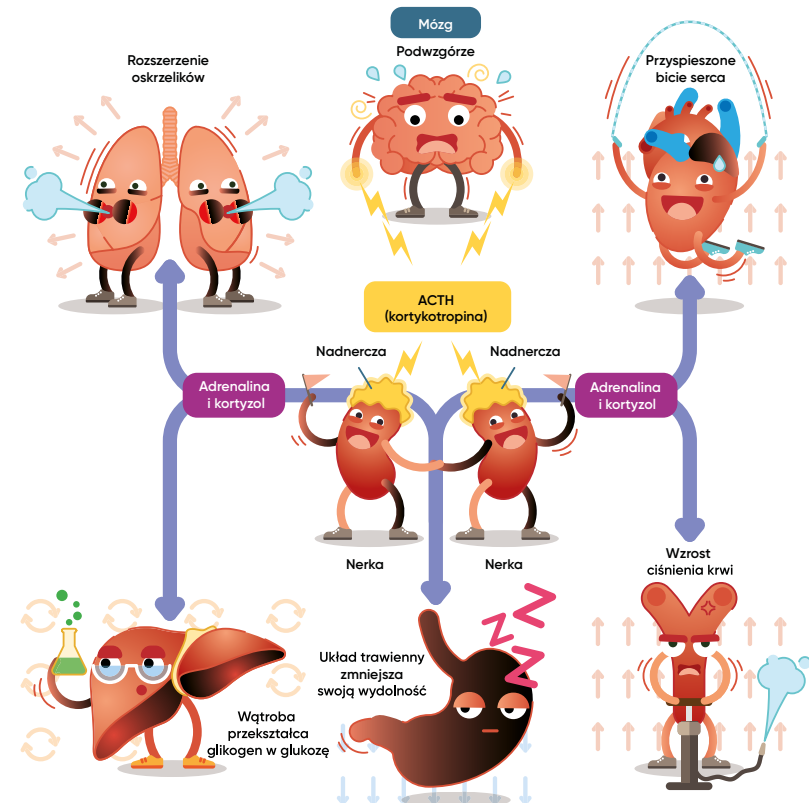 Mózg
Podwzgórze
Rozszerzenie
oskrzelików
Przyspieszone
bicie serca
ACTH
(kortykotropina)
Nadnercza
Nadnercza
Adrenalina
i kortyzol
Adrenalina
i kortyzol
Nerka
Nerka
Wzrost
ciśnienia krwi
Układ trawienny
zmniejsza
swoją wydolność
Wątroba
przekształca
glikogen w glukozę